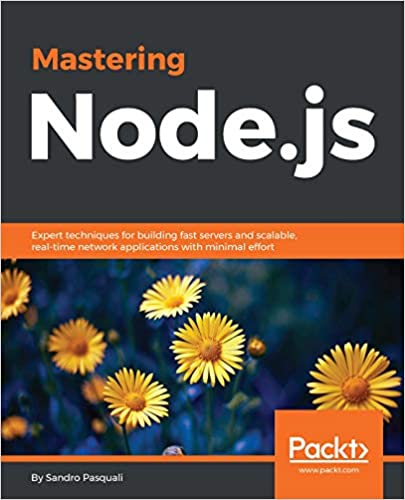 Mastering
Node.js
Expert techniques for building fast servers and scalable,
real-time network applications with minimal effort
By Sandro Pasquali
Packt>
www.packt.com